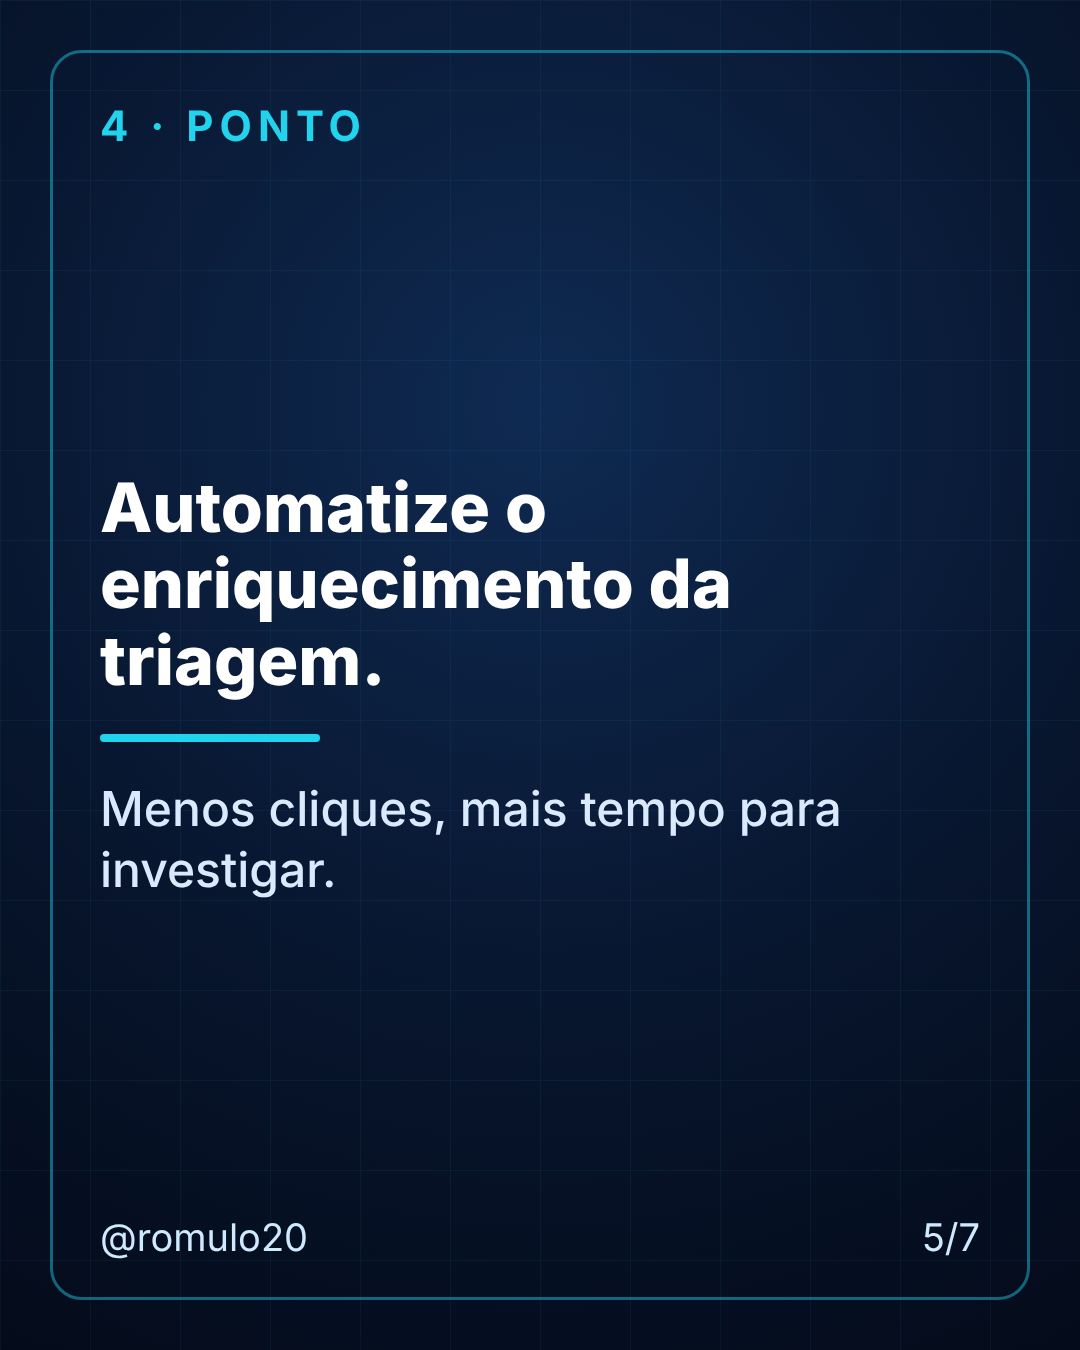 4 · PONTO
Automatize o
enriquecimento da
triagem.
Menos cliques, mais tempo para
investigar.
@romulo20
5/7